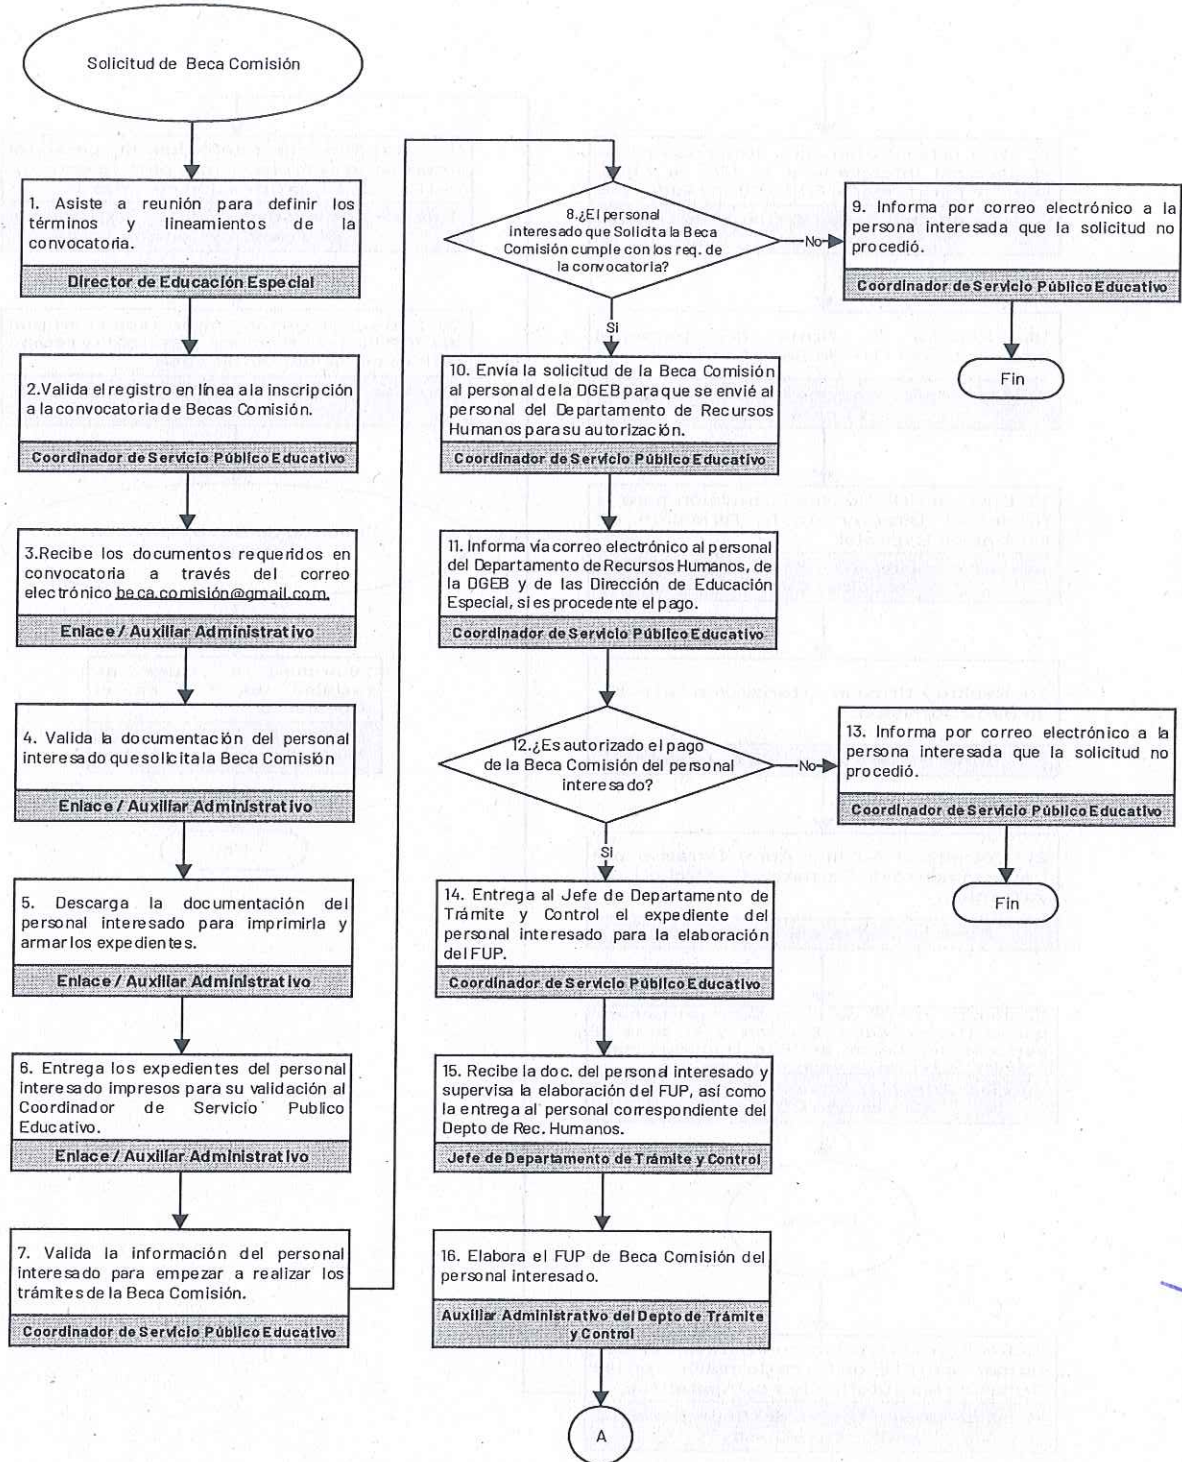 Solicitud de Beca Comisión
1. Asiste a reunión para definir los
términos y lineamientos de la
convocatoria.
Director de Educación Especial
2.Valida el registro en línea a la inscripción
a la convocatoria de Becas Comisión.
Coordinador de Servicio Público Educativo
3.Recibe los documentos requeridos en
convocatoria a través del correo
electrónico beca.comisión@gmail.com.
Enlace / Auxiliar Administrativo
4. Valida la documentación del personal
interesado que solicita la Beca Comisión
Enlace / Auxiliar Administrativo
5. Descarga la documentación del
personal interesado para imprimirla y
armar los expedientes.
Enlace / Auxiliar Administrativo
6. Entrega los expedientes del personal
interesado impresos para su validación al
Coordinador de Servicio Publico
Educativo.
Enlace / Auxiliar Administrativo
7. Valida la información del personal
interesado para empezar a realizar los
trámites de la Beca Comisión.
Coordinador de Servicio Público Educativo
8.¿El personal
interesado que Solicita la Beca
Comisión cumple con los req. de
la convocatoria?
No
9. Informa por correo electrónico a la
persona interesada que la solicitud no
procedió.
Coordinador de Servicio Público Educativo
Fin
Si
10. Envía la solicitud de la Beca Comisión
al personal de la DGEB para que se envié al
personal del Departamento de Recursos
Humanos para su autorización.
Coordinador de Servicio Público Educativo
11. Informa vía correo electrónico al personal
del Departamento de Recursos Humanos, de
la DGEB y de las Dirección de Educación
Especial, si es procedente el pago.
Coordinador de Servicio Público Educativo
12.¿Es autorizado el pago
de la Beca Comisión del personal
interesado?
No
13. Informa por correo electrónico a la
persona interesada que la solicitud no
procedió.
Coordinador de Servicio Público Educativo
Fin
Si
14. Entrega al Jefe de Departamento de
Trámite y Control el expediente del
personal interesado para la elaboración
del FUP.
Coordinador de Servicio Público Educativo
15. Recibe la doc. del personal interesado y
supervisa la elaboración del FUP, así como
la entrega al personal correspondiente del
Depto de Rec. Humanos.
Jefe de Departamento de Trámite y Control
16. Elabora el FUP de Beca Comisión del
personal interesado.
Auxiliar Administrativo del Depto de Trámite
y Control
A